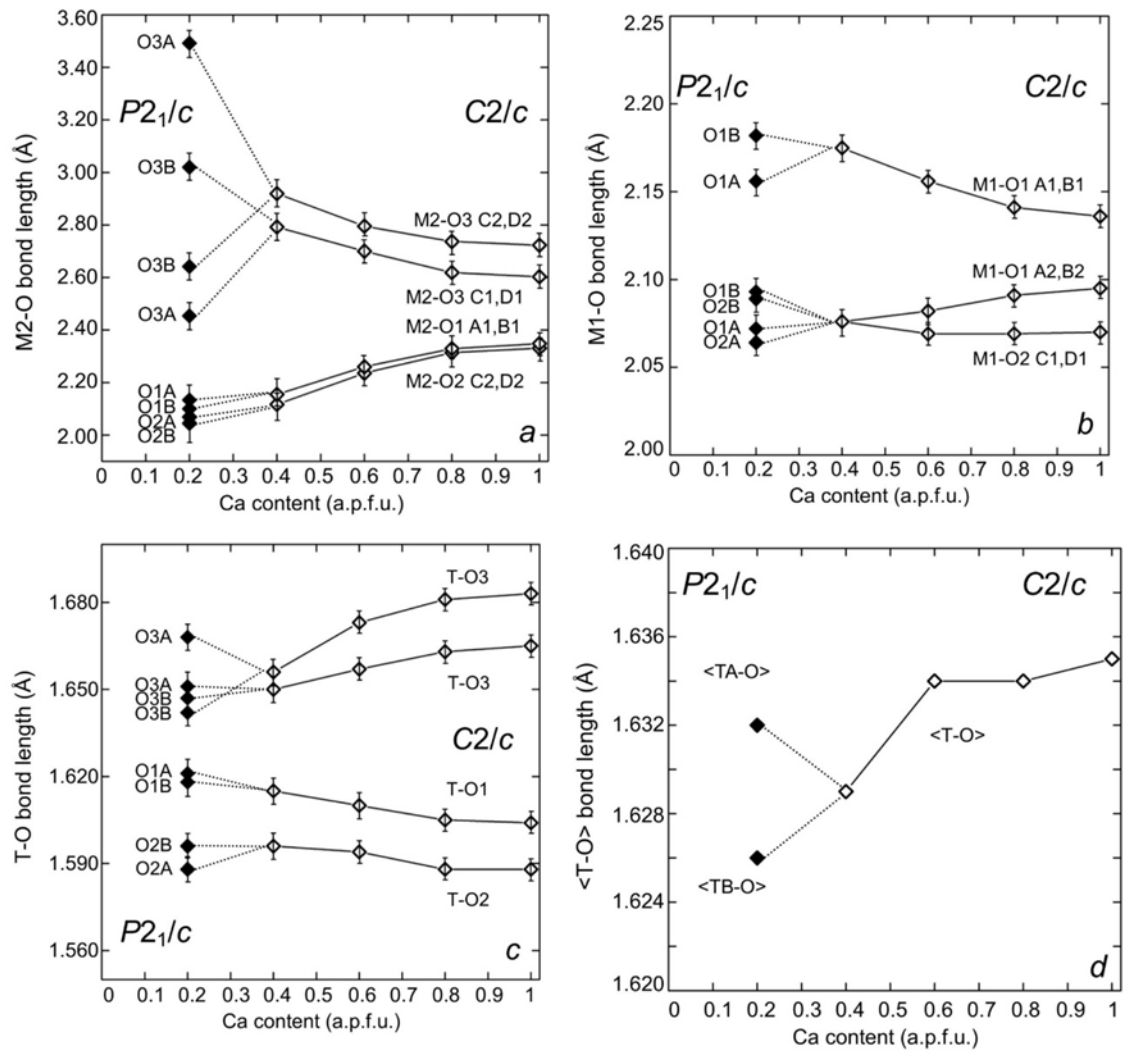 3.60
3.40
3.20
3.00
2.80
2.60
2.40
2.20
2.00
M2-O bond length (Å)
O3A
P2₁/c
C2/c
O3B
O3B
O3A
M2-O3 C2,D2
M2-O3 C1,D1
M2-O1 A1,B1
M2-O2 C2,D2
O1A
O1B
O2A
O2B
a
0 0.1 0.2 0.3 0.4 0.5 0.6 0.7 0.8 0.9 1
Ca content (a.p.f.u.)
2.25
2.20
2.15
2.10
2.05
2.00
M1-O bond length (Å)
P2₁/c
C2/c
O1B
O1A
M1-O1 A1,B1
M1-O1 A2,B2
O1B
O2B
O1A
O2A
M1-O2 C1,D1
b
0 0.1 0.2 0.3 0.4 0.5 0.6 0.7 0.8 0.9 1
Ca content (a.p.f.u.)
1.680
1.650
1.620
1.590
1.560
T-O bond length (Å)
T-O3
O3A
O3A
O3B
O3B
T-O3
C2/c
O1A
O1B
T-O1
O2B
O2A
T-O2
P2₁/c
c
0 0.1 0.2 0.3 0.4 0.5 0.6 0.7 0.8 0.9 1
Ca content (a.p.f.u.)
1.640
1.636
1.632
1.628
1.624
1.620
<T-O> bond length (Å)
P2₁/c
C2/c
<TA-O>
<T-O>
<TB-O>
d
0 0.1 0.2 0.3 0.4 0.5 0.6 0.7 0.8 0.9 1
Ca content (a.p.f.u.)